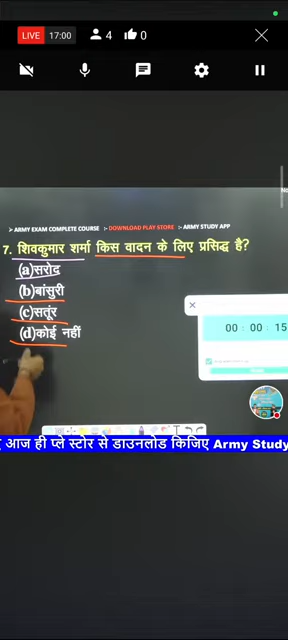 LIVE 17:00 4 0
➢ ARMY EXAM COMPLETE COURSE :- DOWNLOAD PLAY STORE :- ARMY STUDY APP
7. शिवकुमार शर्मा किस वादन के लिए प्रसिद्ध है?
(a)सरोद
(b)बांसुरी
(c)सतूंर
(d)कोई नहीं
00 : 00 : 15
आज ही प्ले स्टोर से डाउनलोड किजिए Army Study